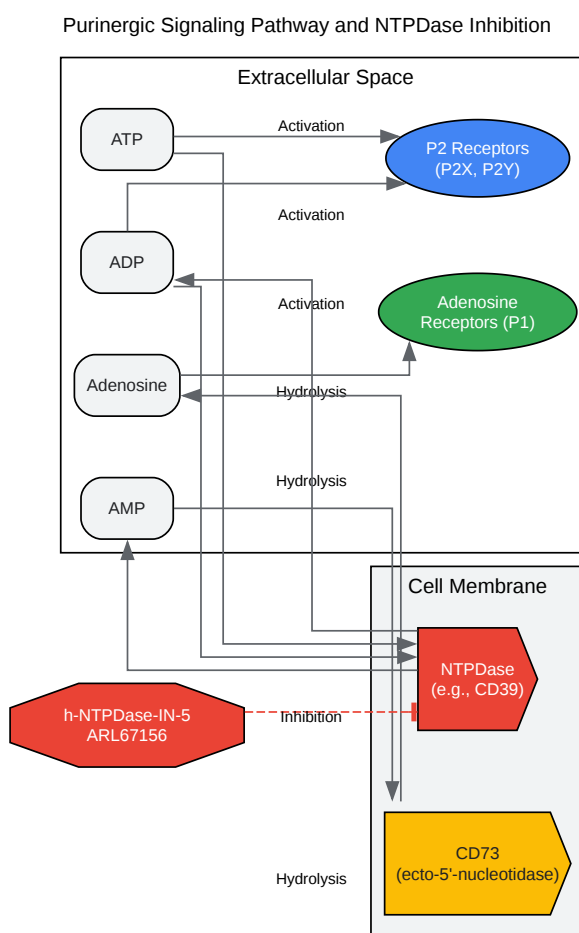 Purinergic Signaling Pathway and NTPDase Inhibition
Extracellular Space
ATP
Activation
P2 Receptors
(P2X, P2Y)
Activation
ADP
Activation
Adenosine
Receptors (P1)
Adenosine
Hydrolysis
Hydrolysis
AMP
Cell Membrane
NTPDase
(e.g., CD39)
h-NTPDase-IN-5
ARL67156
Inhibition
CD73
(ecto-5'-nucleotidase)
Hydrolysis